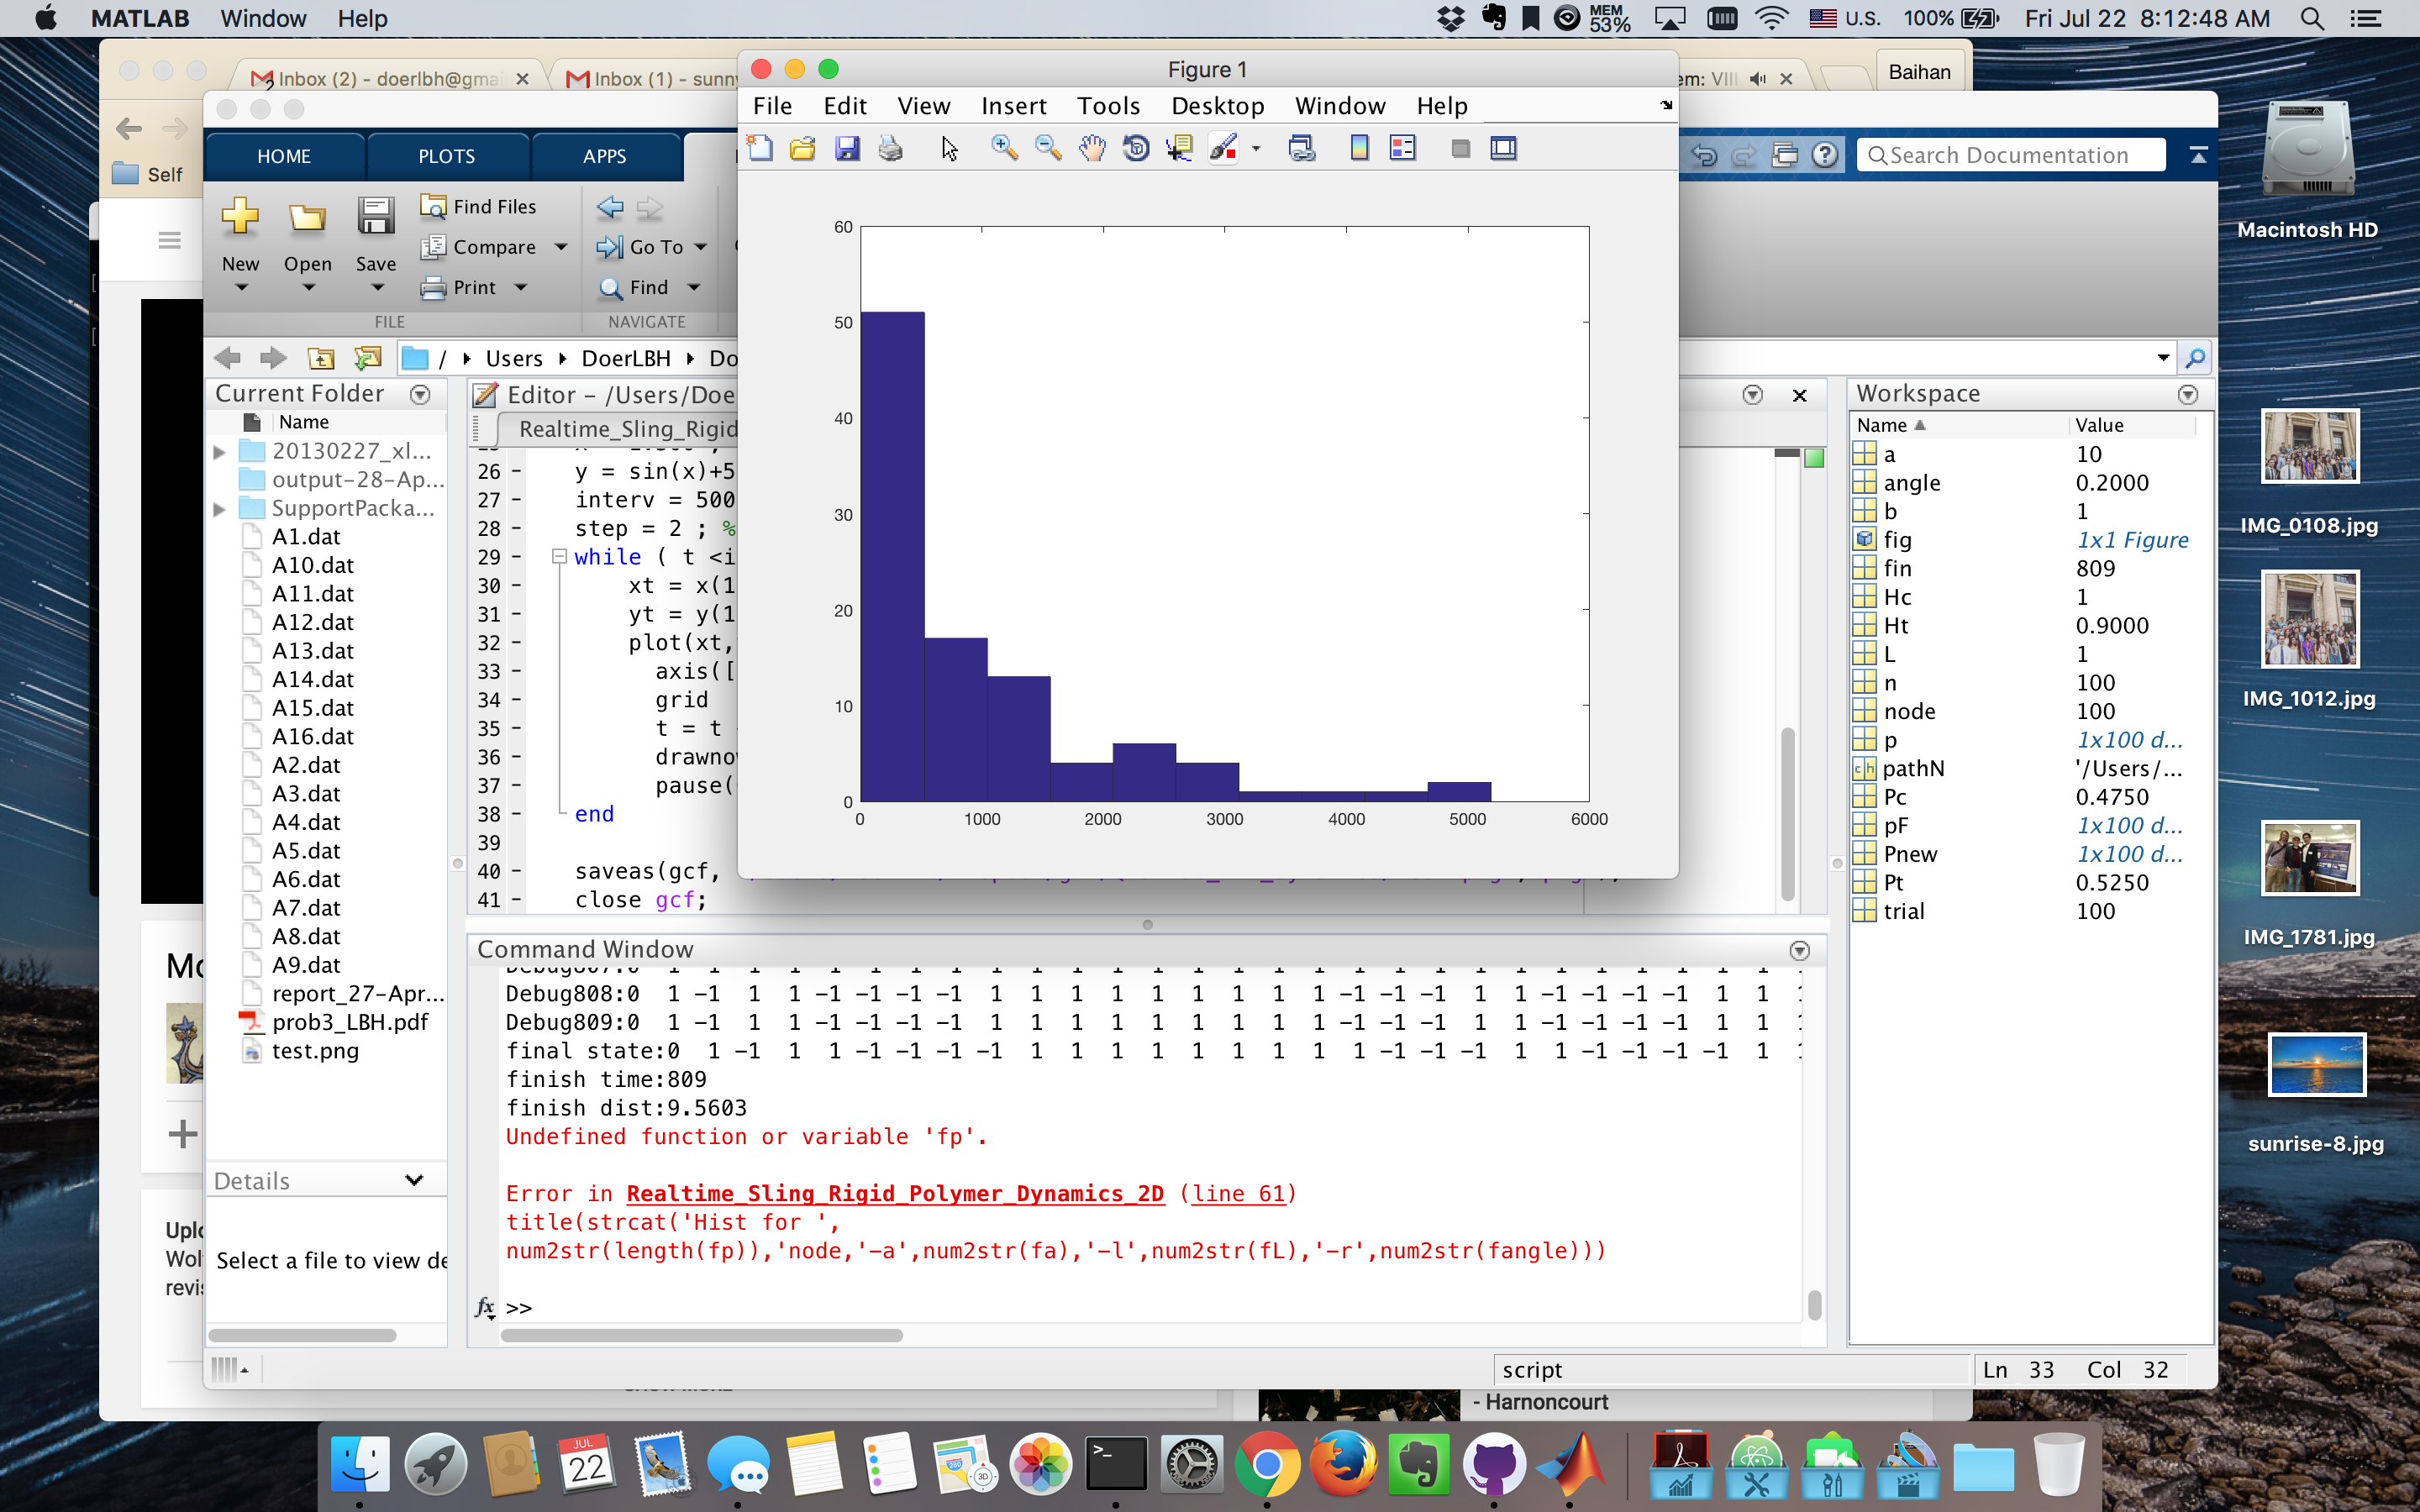 MATLAB Window Help
MEM
53%
U.S. 100% Fri Jul 22 8:12:48 AM
Inbox (2) - doerlbh@gmai
Inbox (1) - sunny
Figure 1
em: VIII
Baihan
File Edit View Insert Tools Desktop Window Help
Self
HOME PLOTS APPS
Search Documentation
New
Open
Save
Find Files
Compare
Print
Go To
Find
FILE
NAVIGATE
/ Users DoerLBH Do
Current Folder
Name
20130227_xl...
output-28-Ap...
SupportPacka...
A1.dat
A10.dat
A11.dat
A12.dat
A13.dat
A14.dat
A15.dat
A16.dat
A2.dat
A3.dat
A4.dat
A5.dat
A6.dat
A7.dat
A8.dat
A9.dat
report_27-Apr...
prob3_LBH.pdf
test.png
Details
Select a file to view de
Editor - /Users/Doer
Realtime_Sling_Rigid
26 - y = sin(x)+5
27 - interv = 500
28 - step = 2 ; %
29 - while ( t <i
30 - xt = x(1
31 - yt = y(1
32 - plot(xt,
33 - axis([
34 - grid
35 - t = t
36 - drawnow
37 - pause(
38 - end
39
40 - saveas(gcf,
41 - close gcf;
60
50
40
30
20
10
0
0 1000 2000 3000 4000 5000 6000
Command Window
Debug808:0 1 -1 1 1 -1 -1 -1 -1 1 1 1 1 1 1 1 1 1 -1 -1 -1 1 1 -1 -1 -1 -1 1 1
Debug809:0 1 -1 1 1 -1 -1 -1 -1 1 1 1 1 1 1 1 1 1 -1 -1 -1 1 1 -1 -1 -1 -1 1 1
final state:0 1 -1 1 1 -1 -1 -1 -1 1 1 1 1 1 1 1 1 1 -1 -1 -1 1 1 -1 -1 -1 -1 1
finish time:809
finish dist:9.5603
Undefined function or variable 'fp'.
Error in Realtime_Sling_Rigid_Polymer_Dynamics_2D (line 61)
title(strcat('Hist for ',
num2str(length(fp)),'node,'-a',num2str(fa),'-l',num2str(fL),'-r',num2str(fangle)))
fx >>
script
Ln 33 Col 32
Workspace
Name Value
a 10
angle 0.2000
b 1
fig 1x1 Figure
fin 809
Hc 1
Ht 0.9000
L 1
n 100
node 100
p 1x100 d...
pathN '/Users/...
Pc 0.4750
pF 1x100 d...
Pnew 1x100 d...
Pt 0.5250
trial 100
Mo
Uplo
Wol
revis
- Harnoncourt
Macintosh HD
IMG_0108.jpg
IMG_1012.jpg
IMG_1781.jpg
sunrise-8.jpg
JUL
22
280
3D